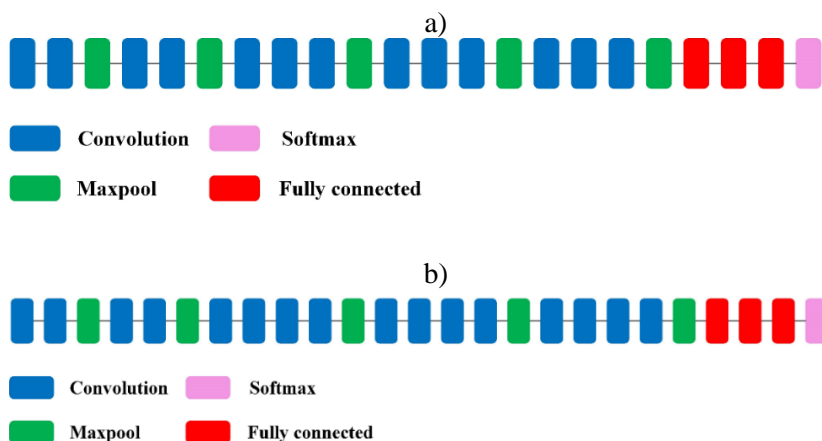 a)
Convolution Softmax
Maxpool Fully connected
b)
Convolution Softmax
Maxpool Fully connected